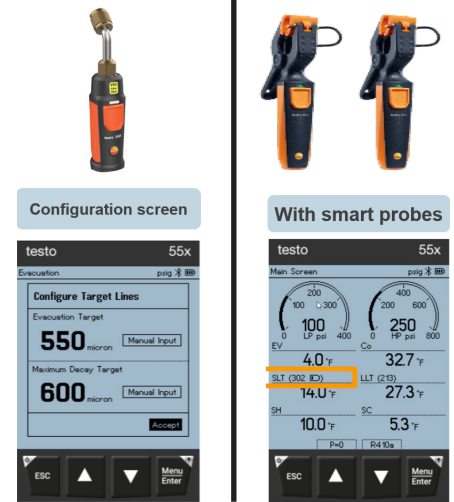 Configuration screen
testo 55x
Evacuation psig
Configure Target Lines
Evacuation Target
550 micron Manual Input
Maximum Decay Target
600 micron Manual Input
Accept
ESC
Menu
Enter
With smart probes
testo 55x
Main Screen psig
200 400
100 300 200 600
100 250
0 LP psi 400 0 HP psi 800
EV Co
4.0 °F 32.7 °F
SLT (302) LLT (213)
14.0 °F 27.3 °F
SH SC
10.0 °F 5.3 °F
P=0 R410a
ESC
Menu
Enter